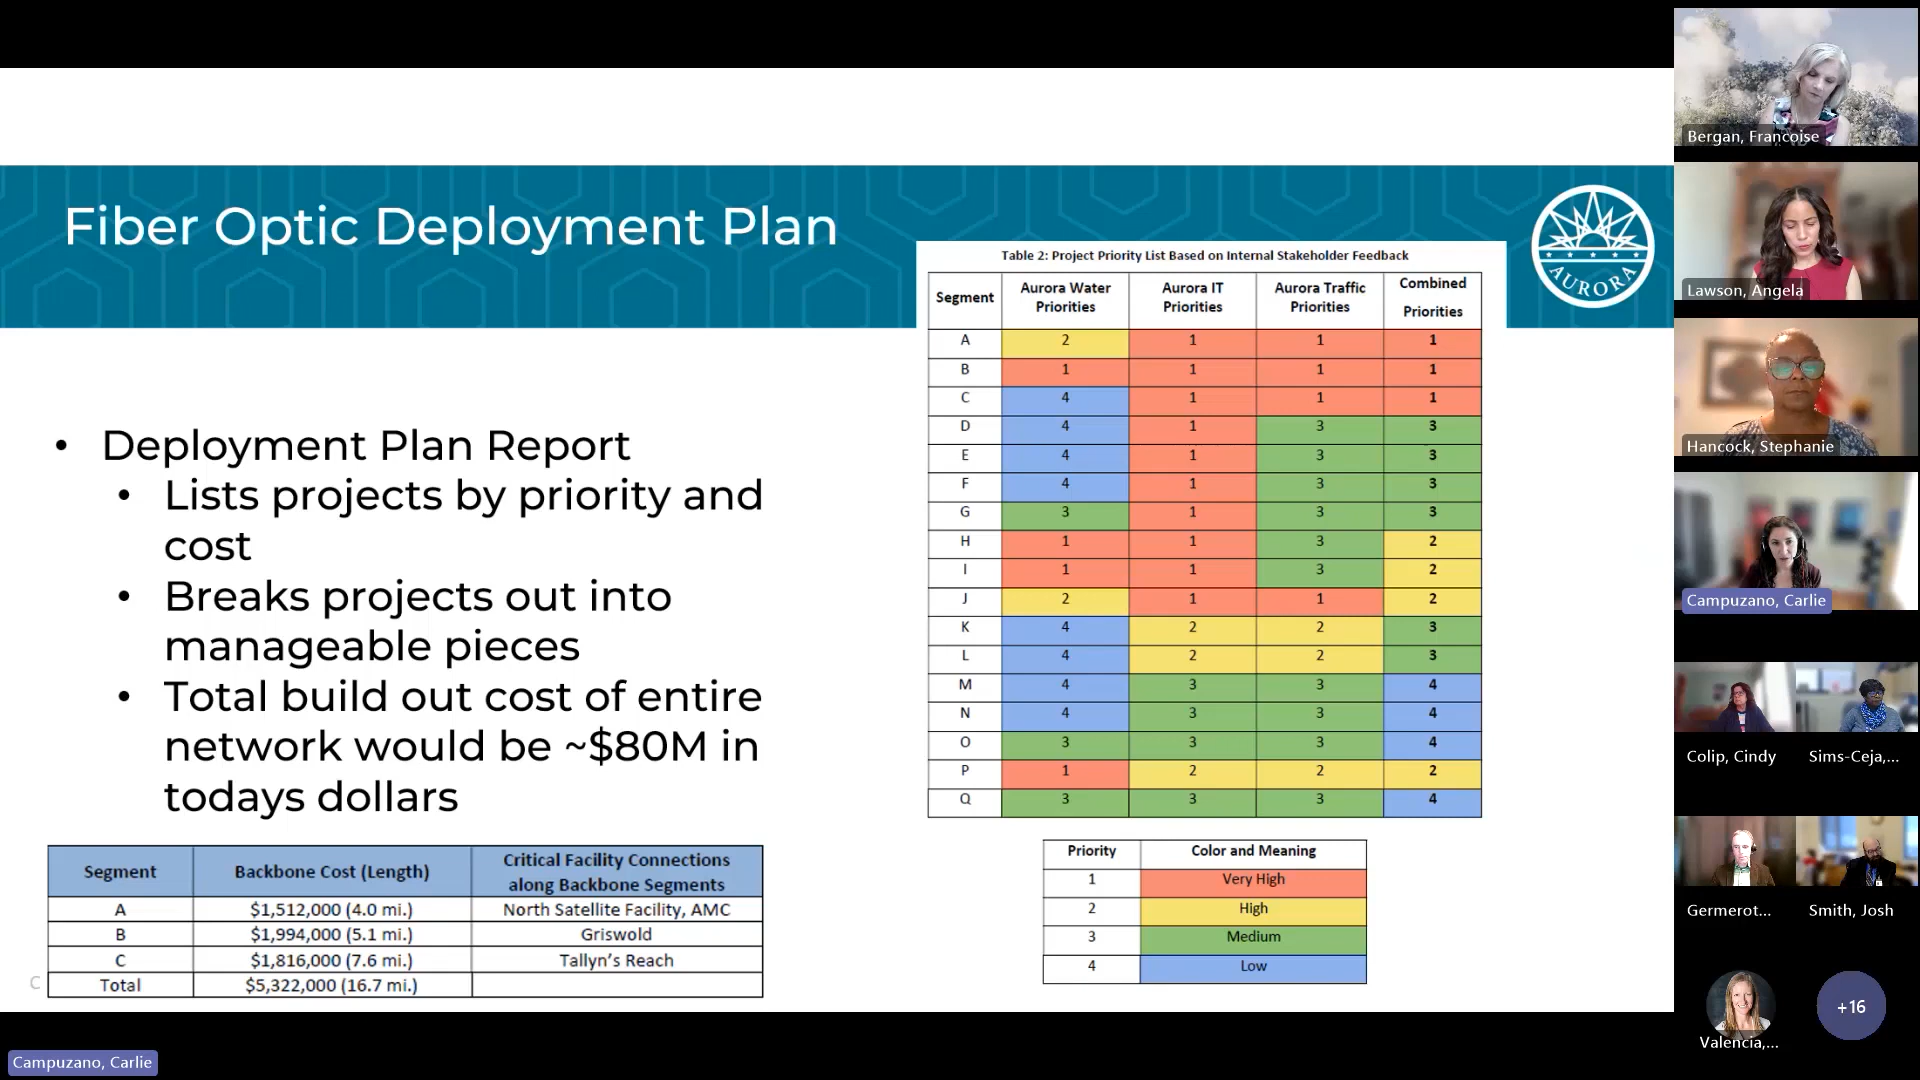 Fiber Optic Deployment Plan
AURORA
• Deployment Plan Report
• Lists projects by priority and
cost
• Breaks projects out into
manageable pieces
• Total build out cost of entire
network would be ~$80M in
todays dollars
Segment Backbone Cost (Length) Critical Facility Connections
along Backbone Segments
A $1,512,000 (4.0 mi.) North Satellite Facility, AMC
B $1,994,000 (5.1 mi.) Griswold
C $1,816,000 (7.6 mi.) Tallyn's Reach
Total $5,322,000 (16.7 mi.)
C
Table 2: Project Priority List Based on Internal Stakeholder Feedback
Segment Aurora Water Priorities Aurora IT Priorities Aurora Traffic Priorities Combined Priorities
A 2 1 1 1
B 1 1 1 1
C 4 1 1 1
D 4 1 3 3
E 4 1 3 3
F 4 1 3 3
G 3 1 3 3
H 1 1 3 2
I 1 1 3 2
J 2 1 1 2
K 4 2 2 3
L 4 2 2 3
M 4 3 3 4
N 4 3 3 4
O 3 3 3 4
P 1 2 2 2
Q 3 3 3 4
Priority Color and Meaning
1 Very High
2 High
3 Medium
4 Low
Bergan, Francoise
Lawson, Angela
Hancock, Stephanie
Campuzano, Carlie
Colip, Cindy Sims-Ceja,...
Germerot... Smith, Josh
Valencia,... +16
Campuzano, Carlie